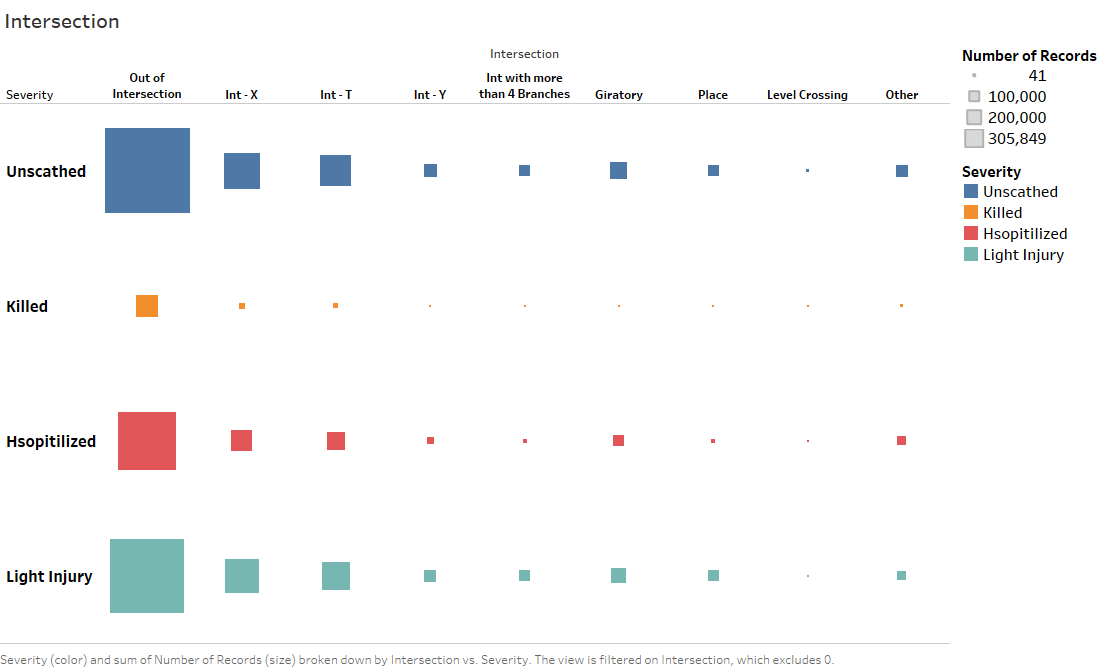 Intersection
Intersection
Severity
Out of
Intersection
Int - X
Int - T
Int - Y
Int with more
than 4 Branches
Giratory
Place
Level Crossing
Other
Unscathed
Killed
Hsopitilized
Light Injury
Number of Records
41
100,000
200,000
305,849
Severity
Unscathed
Killed
Hsopitilized
Light Injury
Severity (color) and sum of Number of Records (size) broken down by Intersection vs. Severity. The view is filtered on Intersection, which excludes 0.